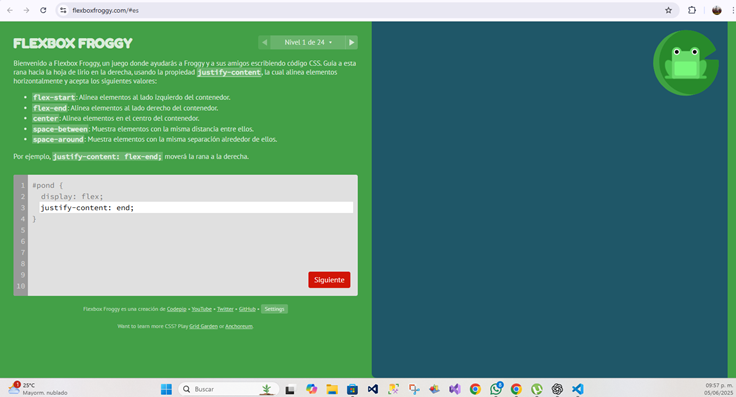 flexboxfroggy.com/#es
FLEXBOX FROGGY
Nivel 1 de 24
Bienvenido a Flexbox Froggy, un juego donde ayudarás a Froggy y a sus amigos escribiendo código CSS. Guía a esta
rana hacia la hoja de lirio en la derecha, usando la propiedad justify-content, la cual alinea elementos
horizontalmente y acepta los siguientes valores:
flex-start: Alinea elementos al lado izquierdo del contenedor.
flex-end: Alinea elementos al lado derecho del contenedor.
center: Alinea elementos en el centro del contenedor.
space-between: Muestra elementos con la misma distancia entre ellos.
space-around: Muestra elementos con la misma separación alrededor de ellos.
Por ejemplo, justify-content: flex-end; moverá la rana a la derecha.
1 #pond {
2 display: flex;
3 justify-content: end;
4 }
5
6
7
8
9
10
Siguiente
Flexbox Froggy es una creación de Codepip • YouTube • Twitter • GitHub • Settings
Want to learn more CSS? Play Grid Garden or Anchoreum.
1
25°C
Mayorm. nublado
Buscar
09:57 p. m.
05/06/2025